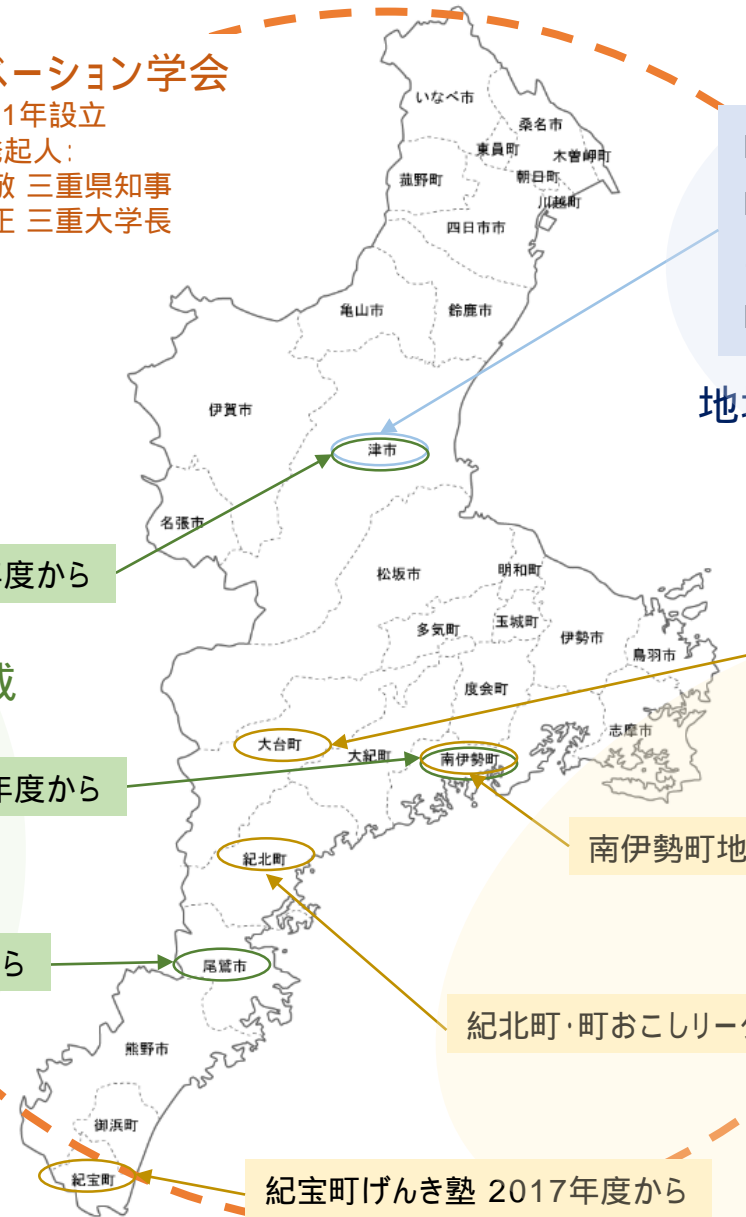 ベーション学会
1年設立
起人:
敬 三重県知事
正 三重大学長
いなべ市
桑名市
東員町
木曽岬町
朝日町
菰野町
川越町
四日市市
亀山市
鈴鹿市
伊賀市
地
津市
名張市
年度から
松坂市
明和町
多気町
玉城町
伊勢市
鳥羽市
成
度会町
志摩市
大台町
大紀町
南伊勢町
年度から
南伊勢町地
紀北町
ら
尾鷲市
紀北町・町おこしリー
熊野市
御浜町
紀宝町
紀宝町げんき塾 2017年度から